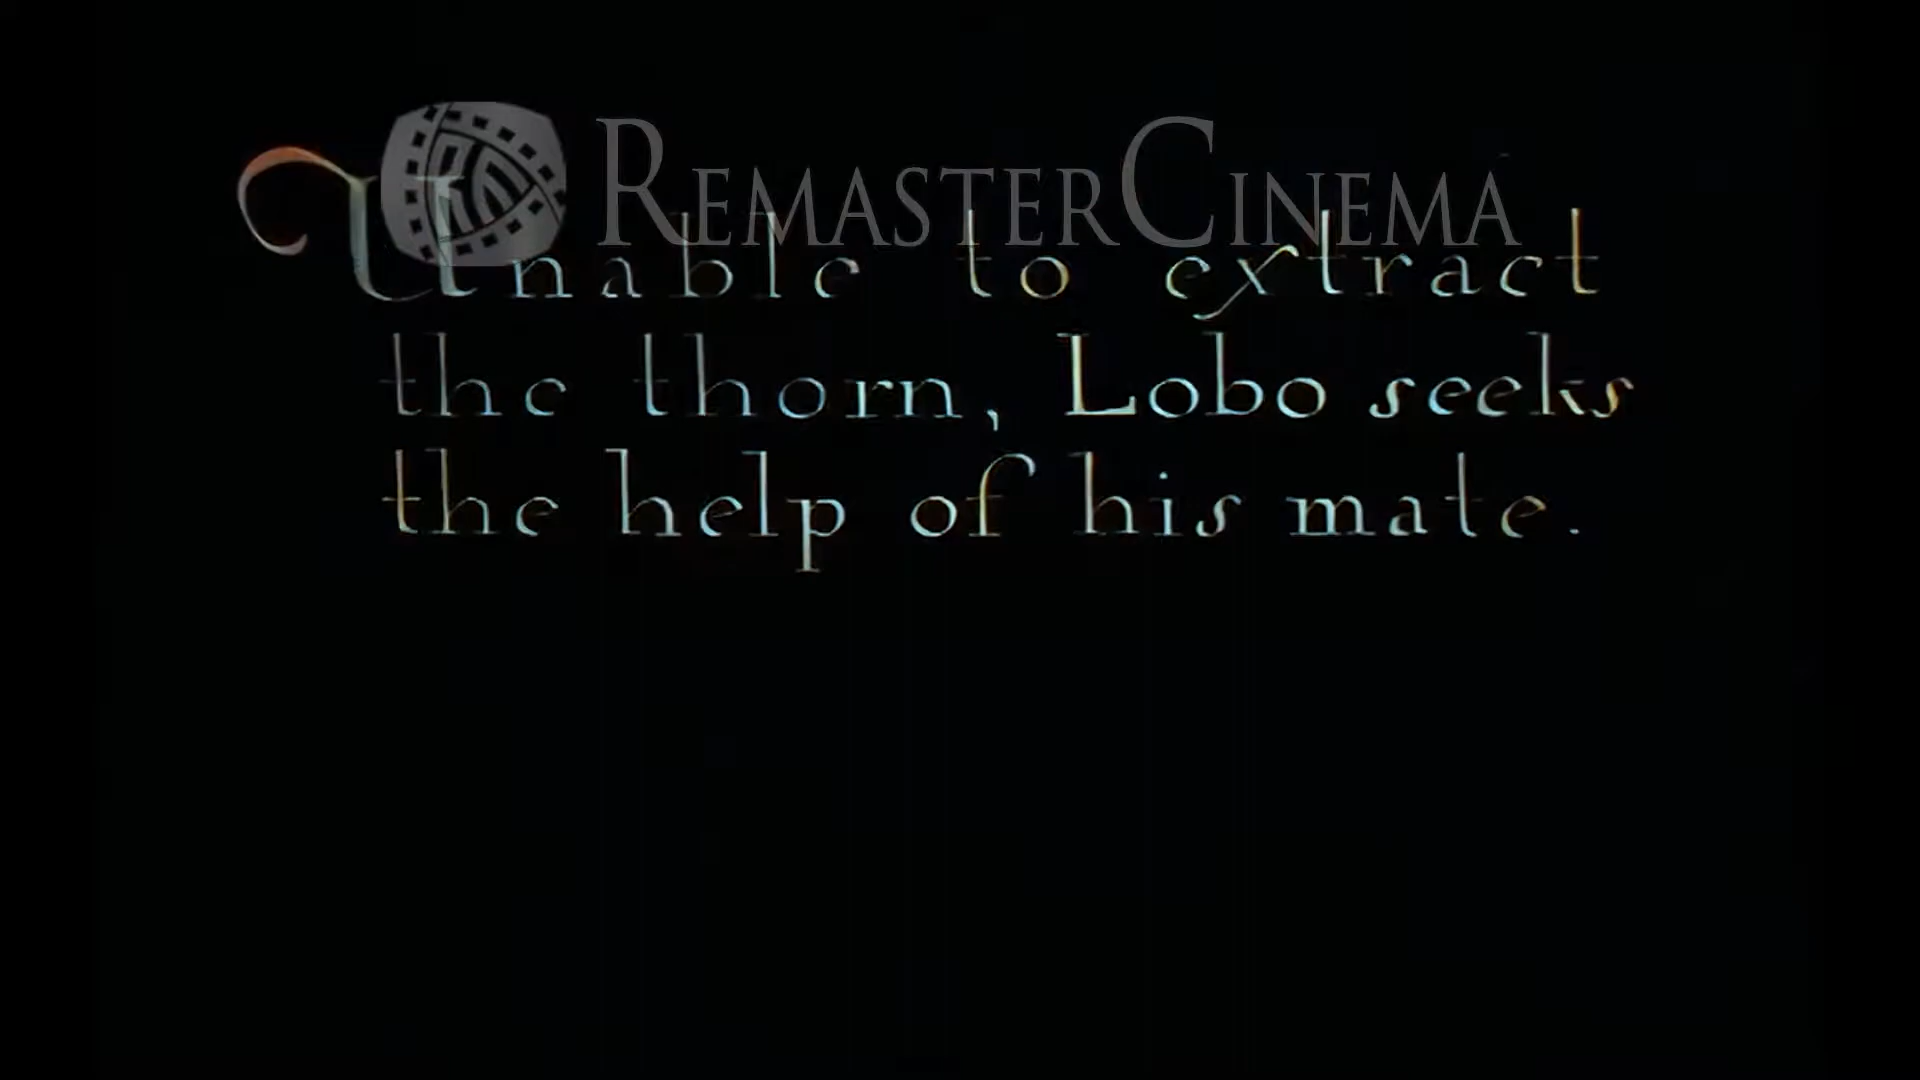 REMASTERCINEMA
Unable to extract
the thorn, Lobo seeks
the help of his mate.